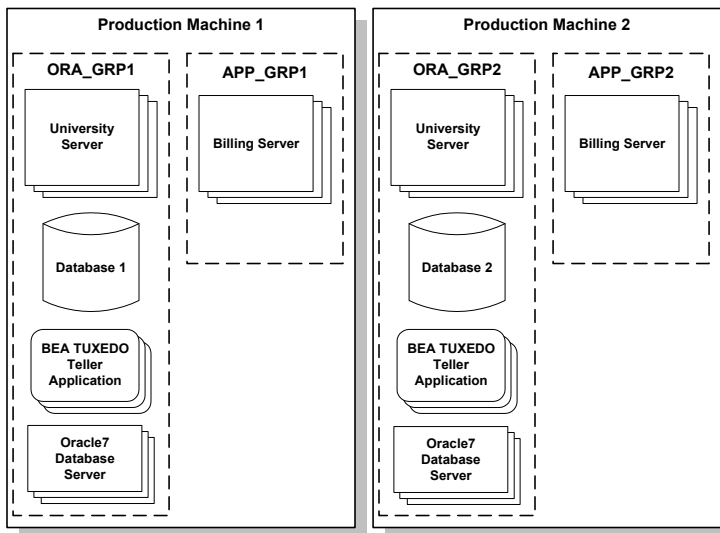 Production Machine 1
ORA_GRP1
University
Server
Database 1
BEA TUXEDO
Teller
Application
Oracle7
Database
Server
APP_GRP1
Billing Server
Production Machine 2
ORA_GRP2
University
Server
Database 2
BEA TUXEDO
Teller
Application
Oracle7
Database
Server
APP_GRP2
Billing Server